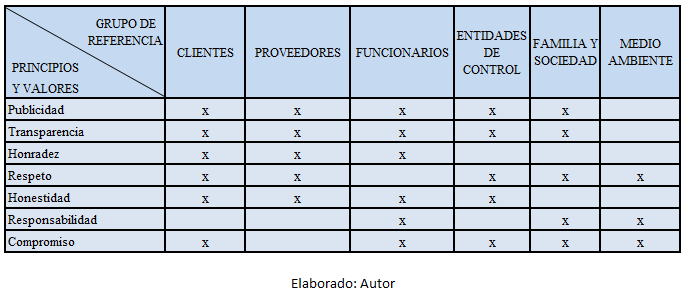 GRUPO DE
REFERENCIA
PRINCIPIOS
Y VALORES
CLIENTES
PROVEEDORES
FUNCIONARIOS
ENTIDADES
DE
CONTROL
FAMILIA Y
SOCIEDAD
MEDIO
AMBIENTE
Publicidad x x x x x
Transparencia x x x x x
Honradez x x x
Respeto x x x x x
Honestidad x x x x
Responsabilidad x x x
Compromiso x x x x x
Elaborado: Autor